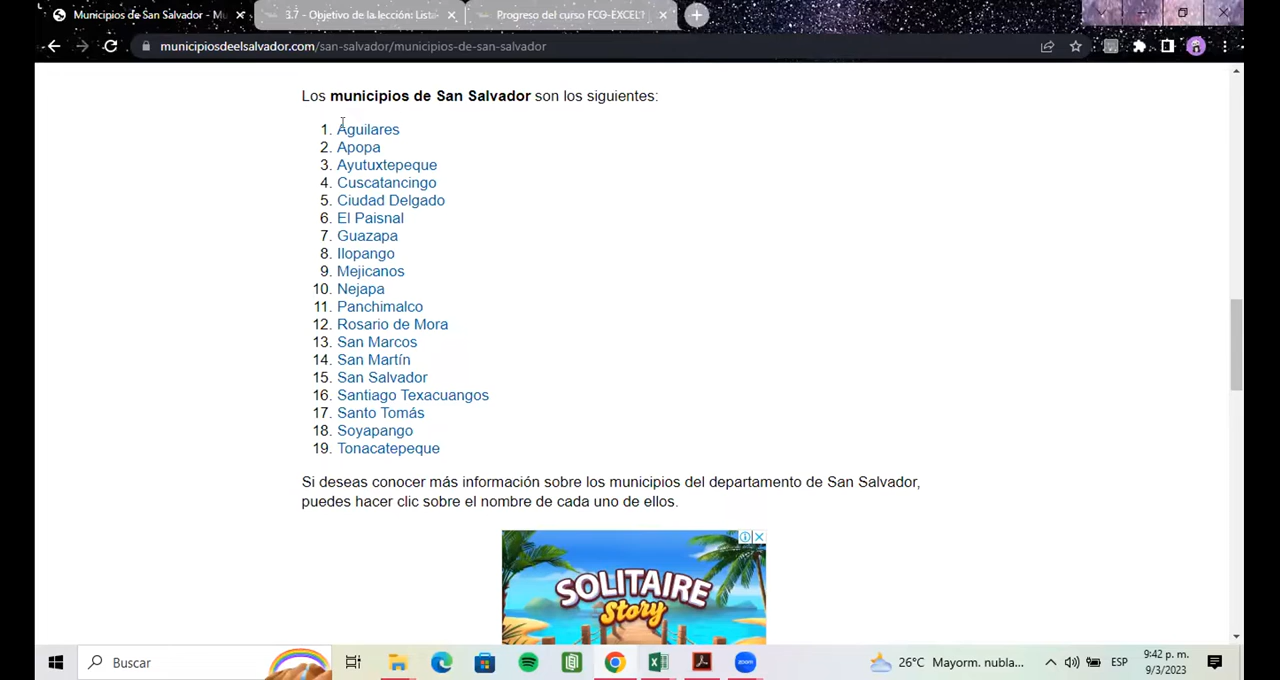 Municipios de San Salvador - Mu
3.7 - Objetivo de la lección: List
Progreso del curso FCO-EXCEL1
municipiosdeelsalvador.com/san-salvador/municipios-de-san-salvador
Los municipios de San Salvador son los siguientes:
1. Aguilares
2. Apopa
3. Ayutuxtepeque
4. Cuscatancingo
5. Ciudad Delgado
6. El Paisnal
7. Guazapa
8. Ilopango
9. Mejicanos
10. Nejapa
11. Panchimalco
12. Rosario de Mora
13. San Marcos
14. San Martín
15. San Salvador
16. Santiago Texacuangos
17. Santo Tomás
18. Soyapango
19. Tonacatepeque
Si deseas conocer más información sobre los municipios del departamento de San Salvador,
puedes hacer clic sobre el nombre de cada uno de ellos.
SOLITAIRE
Story
Buscar
zoom
26°C Mayorm. nubla...
ESP
9:42 p. m.
9/3/2023